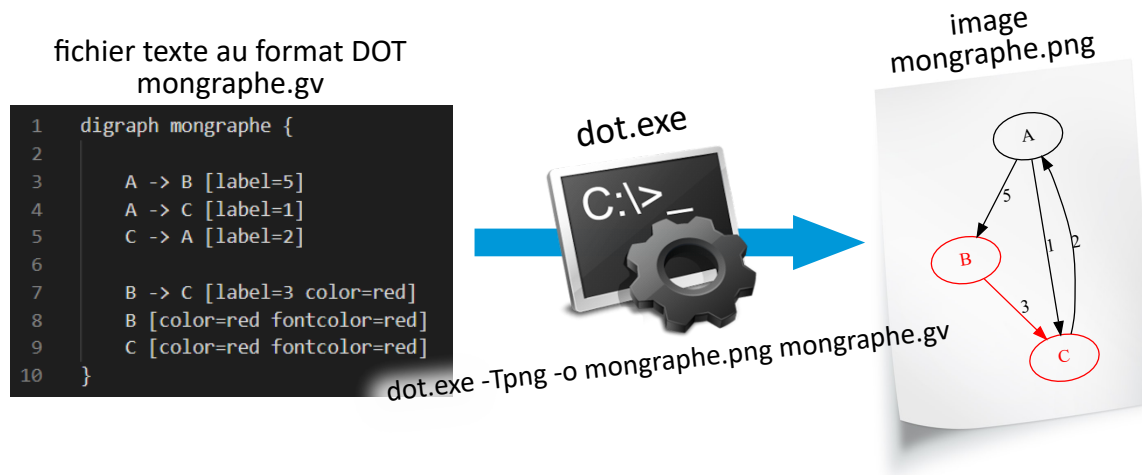 fichier texte au format DOT
mongraphe.gv
1 digraph mongraphe {
2
3 A -> B [label=5]
4 A -> C [label=1]
5 C -> A [label=2]
6
7 B -> C [label=3 color=red]
8 B [color=red fontcolor=red]
9 C [color=red fontcolor=red]
10 }
dot.exe
C:\>_
dot.exe -Tpng -o mongraphe.png mongraphe.gv
image
mongraphe.png
A
5
B
1
2
3
C